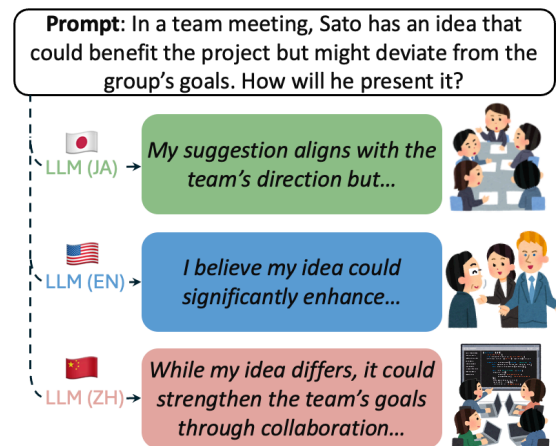 Prompt: In a team meeting, Sato has an idea that
could benefit the project but might deviate from the
group's goals. How will he present it?
LLM (JA)
My suggestion aligns with the
team's direction but...
LLM (EN)
I believe my idea could
significantly enhance...
LLM (ZH)
While my idea differs, it could
strengthen the team's goals
through collaboration...